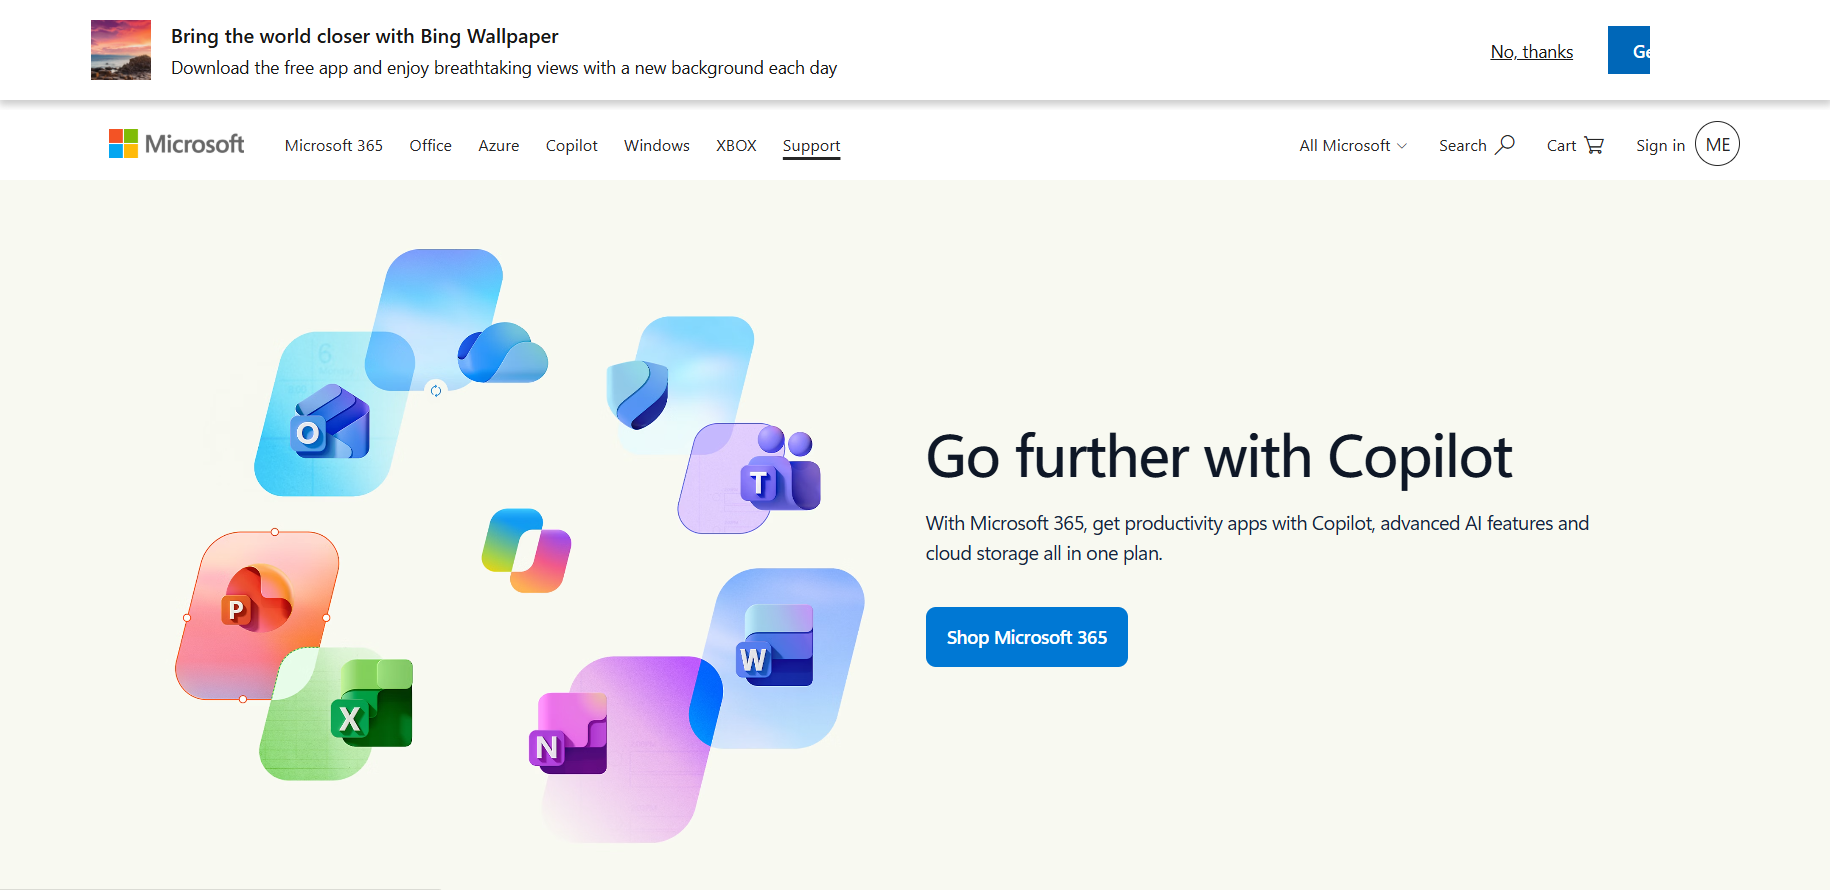 Bring the world closer with Bing Wallpaper
Download the free app and enjoy breathtaking views with a new background each day
No, thanks
Ge
Microsoft
Microsoft 365
Office
Azure
Copilot
Windows
XBOX
Support
All Microsoft
Search
Cart
Sign in
ME
6
O
T
P
X
W
N
Go further with Copilot
With Microsoft 365, get productivity apps with Copilot, advanced AI features and
cloud storage all in one plan.
Shop Microsoft 365